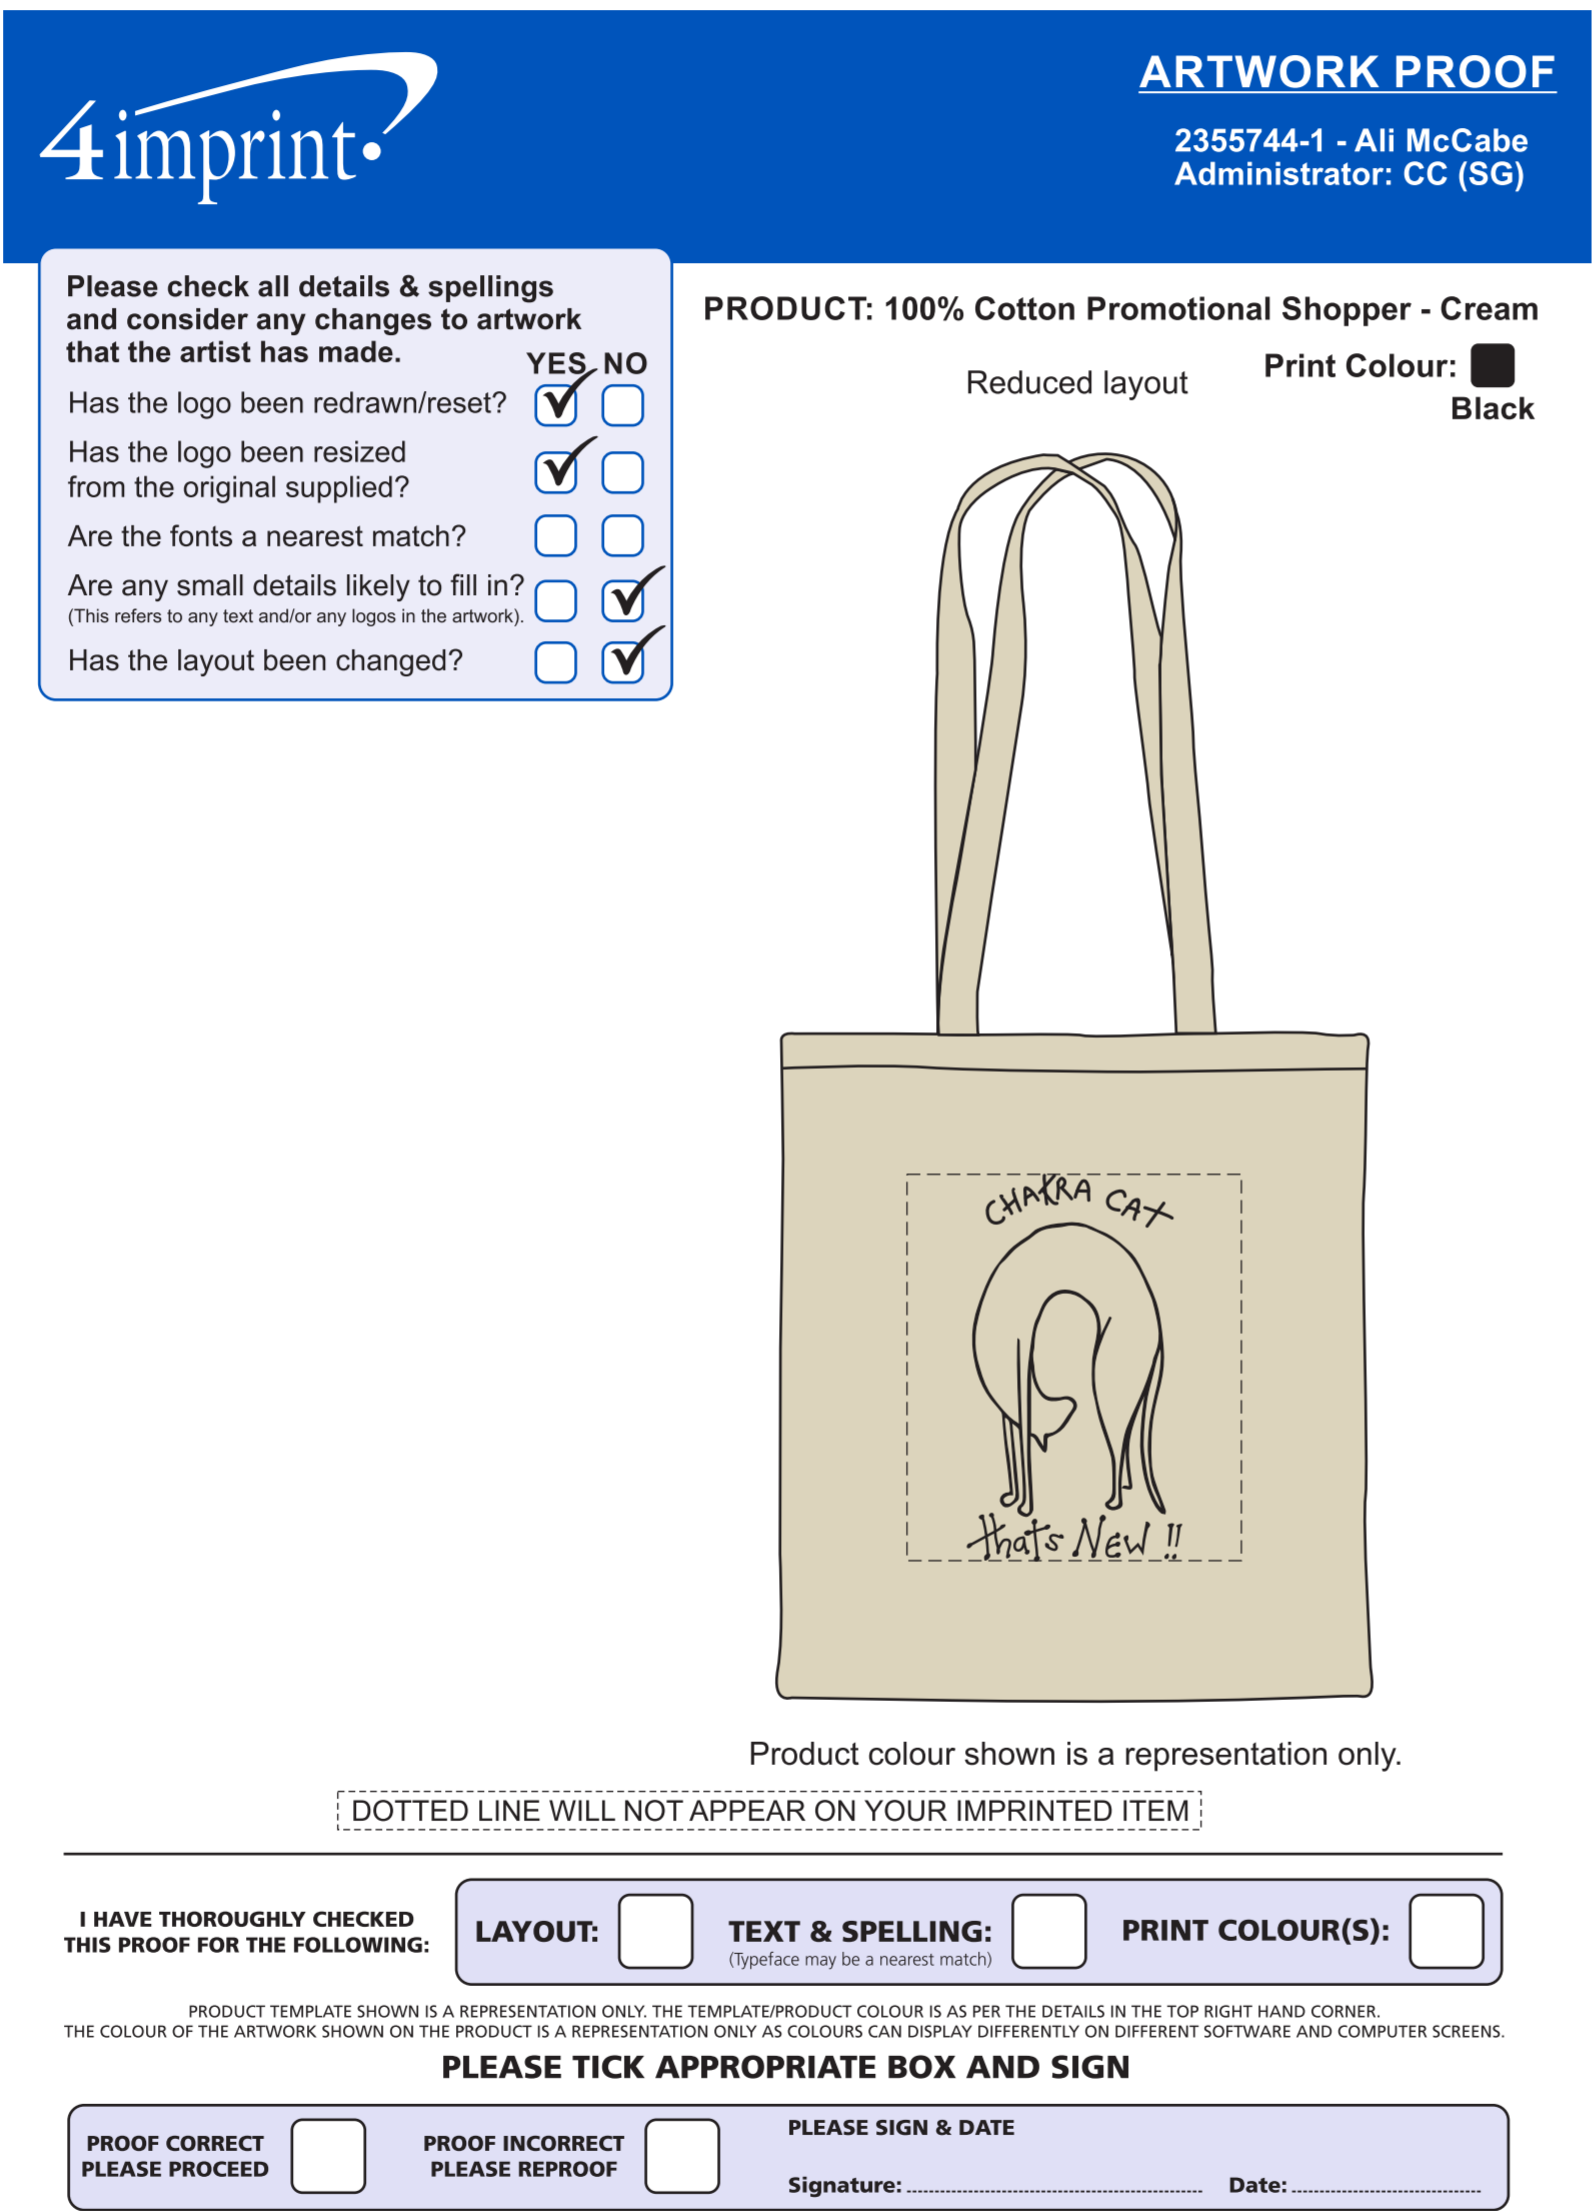 4imprint
ARTWORK PROOF
2355744-1 - Ali McCabe
Administrator: CC (SG)
Please check all details & spellings
and consider any changes to artwork
that the artist has made.
YES NO
Has the logo been redrawn/reset?
Has the logo been resized
from the original supplied?
Are the fonts a nearest match?
Are any small details likely to fill in?
(This refers to any text and/or any logos in the artwork).
Has the layout been changed?
PRODUCT: 100% Cotton Promotional Shopper - Cream
Reduced layout
Print Colour:
Black
CHAKRA CAT
thats New !!
Product colour shown is a representation only.
DOTTED LINE WILL NOT APPEAR ON YOUR IMPRINTED ITEM
I HAVE THOROUGHLY CHECKED
THIS PROOF FOR THE FOLLOWING:
LAYOUT:
TEXT & SPELLING:
(Typeface may be a nearest match)
PRINT COLOUR(S):
PRODUCT TEMPLATE SHOWN IS A REPRESENTATION ONLY. THE TEMPLATE/PRODUCT COLOUR IS AS PER THE DETAILS IN THE TOP RIGHT HAND CORNER.
THE COLOUR OF THE ARTWORK SHOWN ON THE PRODUCT IS A REPRESENTATION ONLY AS COLOURS CAN DISPLAY DIFFERENTLY ON DIFFERENT SOFTWARE AND COMPUTER SCREENS.
PLEASE TICK APPROPRIATE BOX AND SIGN
PROOF CORRECT
PLEASE PROCEED
PROOF INCORRECT
PLEASE REPROOF
PLEASE SIGN & DATE
Signature:
Date: